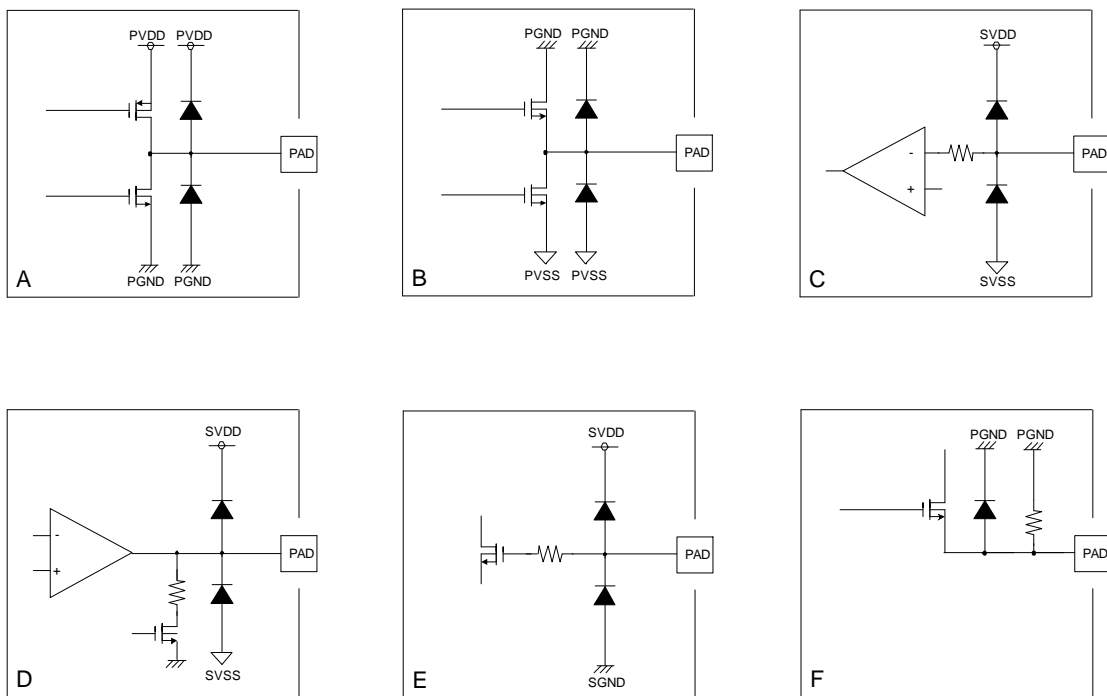 PVDD PVDD
PAD
PGND PGND
A
PGND PGND
PAD
PVSS PVSS
B
SVDD
-
PAD
+
SVSS
C
SVDD
-
PAD
+
SVSS
D
SVDD
PAD
SGND
E
PGND PGND
PAD
F